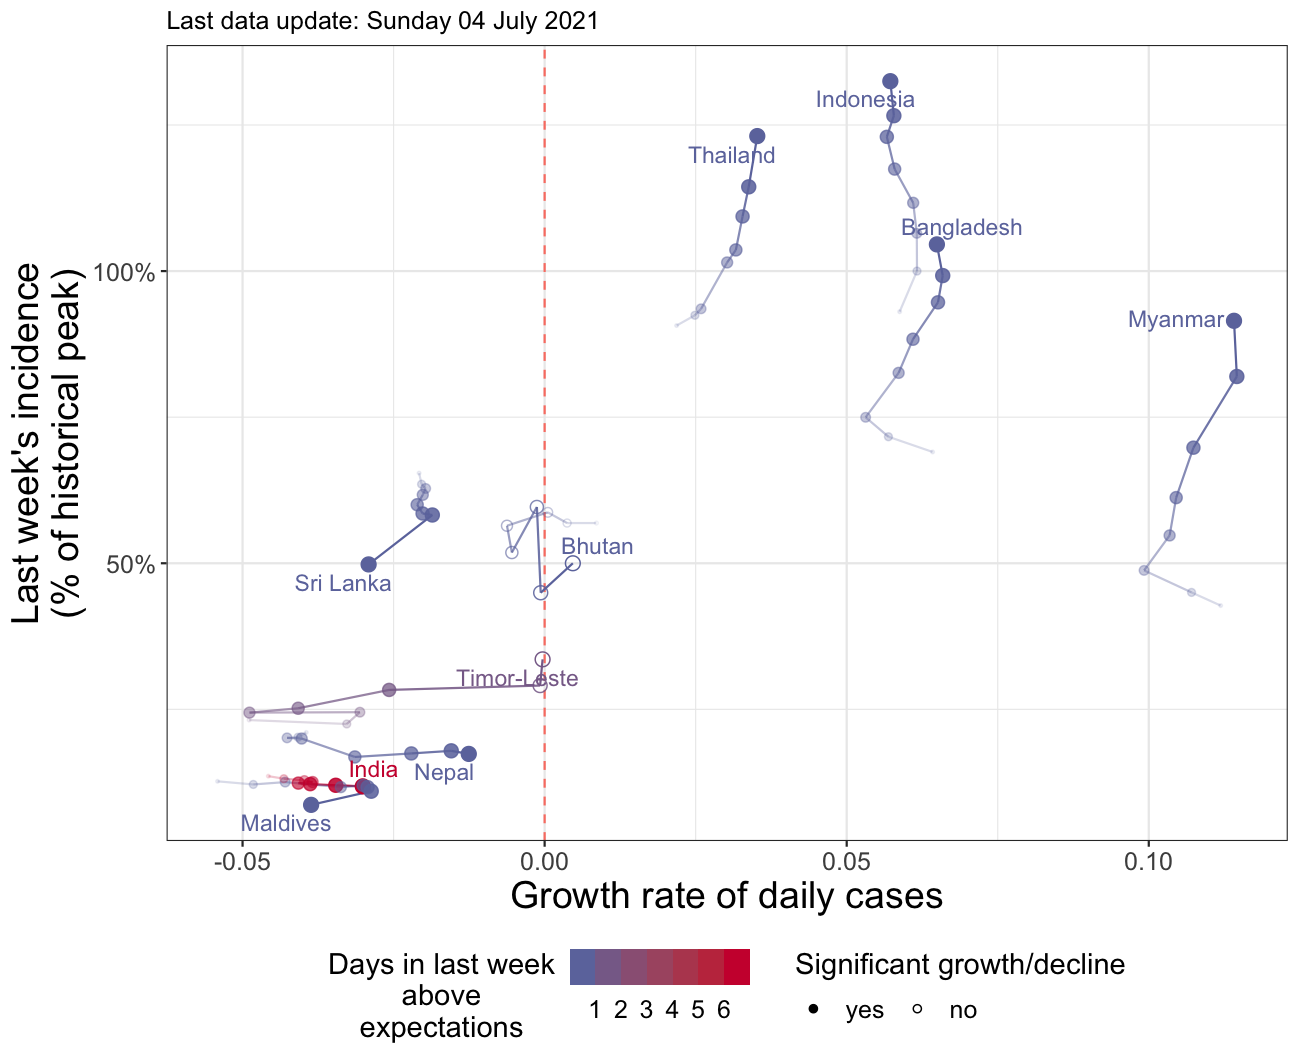 Last data update: Sunday 04 July 2021
Indonesia
Thailand
Bangladesh
100%
Myanmar
Last week's incidence
(% of historical peak)
Bhutan
50%
Sri Lanka
Timor-Leste
India
Nepal
Maldives
-0.05 0.00 0.05 0.10
Growth rate of daily cases
Days in last week
above
expectations
1 2 3 4 5 6
Significant growth/decline
yes no